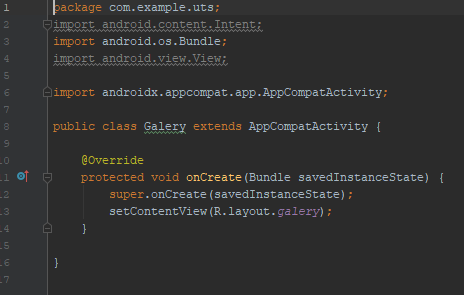 1 package com.example.uts;
2 import android.content.Intent;
3 import android.os.Bundle;
4 import android.view.View;
5
6 import androidx.appcompat.app.AppCompatActivity;
7
8 public class Galery extends AppCompatActivity {
9
10 @Override
11 protected void onCreate(Bundle savedInstanceState) {
12 super.onCreate(savedInstanceState);
13 setContentView(R.layout.galery);
14 }
15
16 }
17